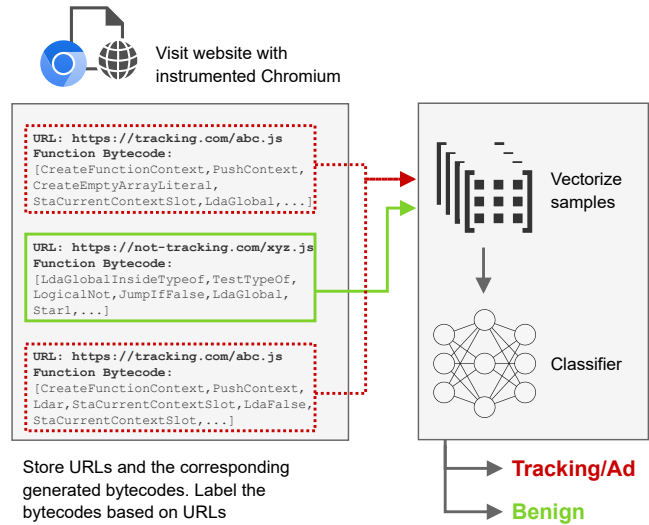 Visit website with
instrumented Chromium
URL: https://tracking.com/abc.js
Function Bytecode:
[CreateFunctionContext,PushContext,
CreateEmptyArrayLiteral,
StaCurrentContextSlot,LdaGlobal,...]
URL: https://not-tracking.com/xyz.js
Function Bytecode:
[LdaGlobalInsideTypeof,TestTypeOf,
LogicalNot,JumpIfFalse,LdaGlobal,
Star1,...]
URL: https://tracking.com/abc.js
Function Bytecode:
[CreateFunctionContext,PushContext,
Ldar,StaCurrentContextSlot,LdaFalse,
StaCurrentContextSlot,...]
Store URLs and the corresponding
generated bytecodes. Label the
bytecodes based on URLs
Vectorize
samples
Classifier
Tracking/Ad
Benign